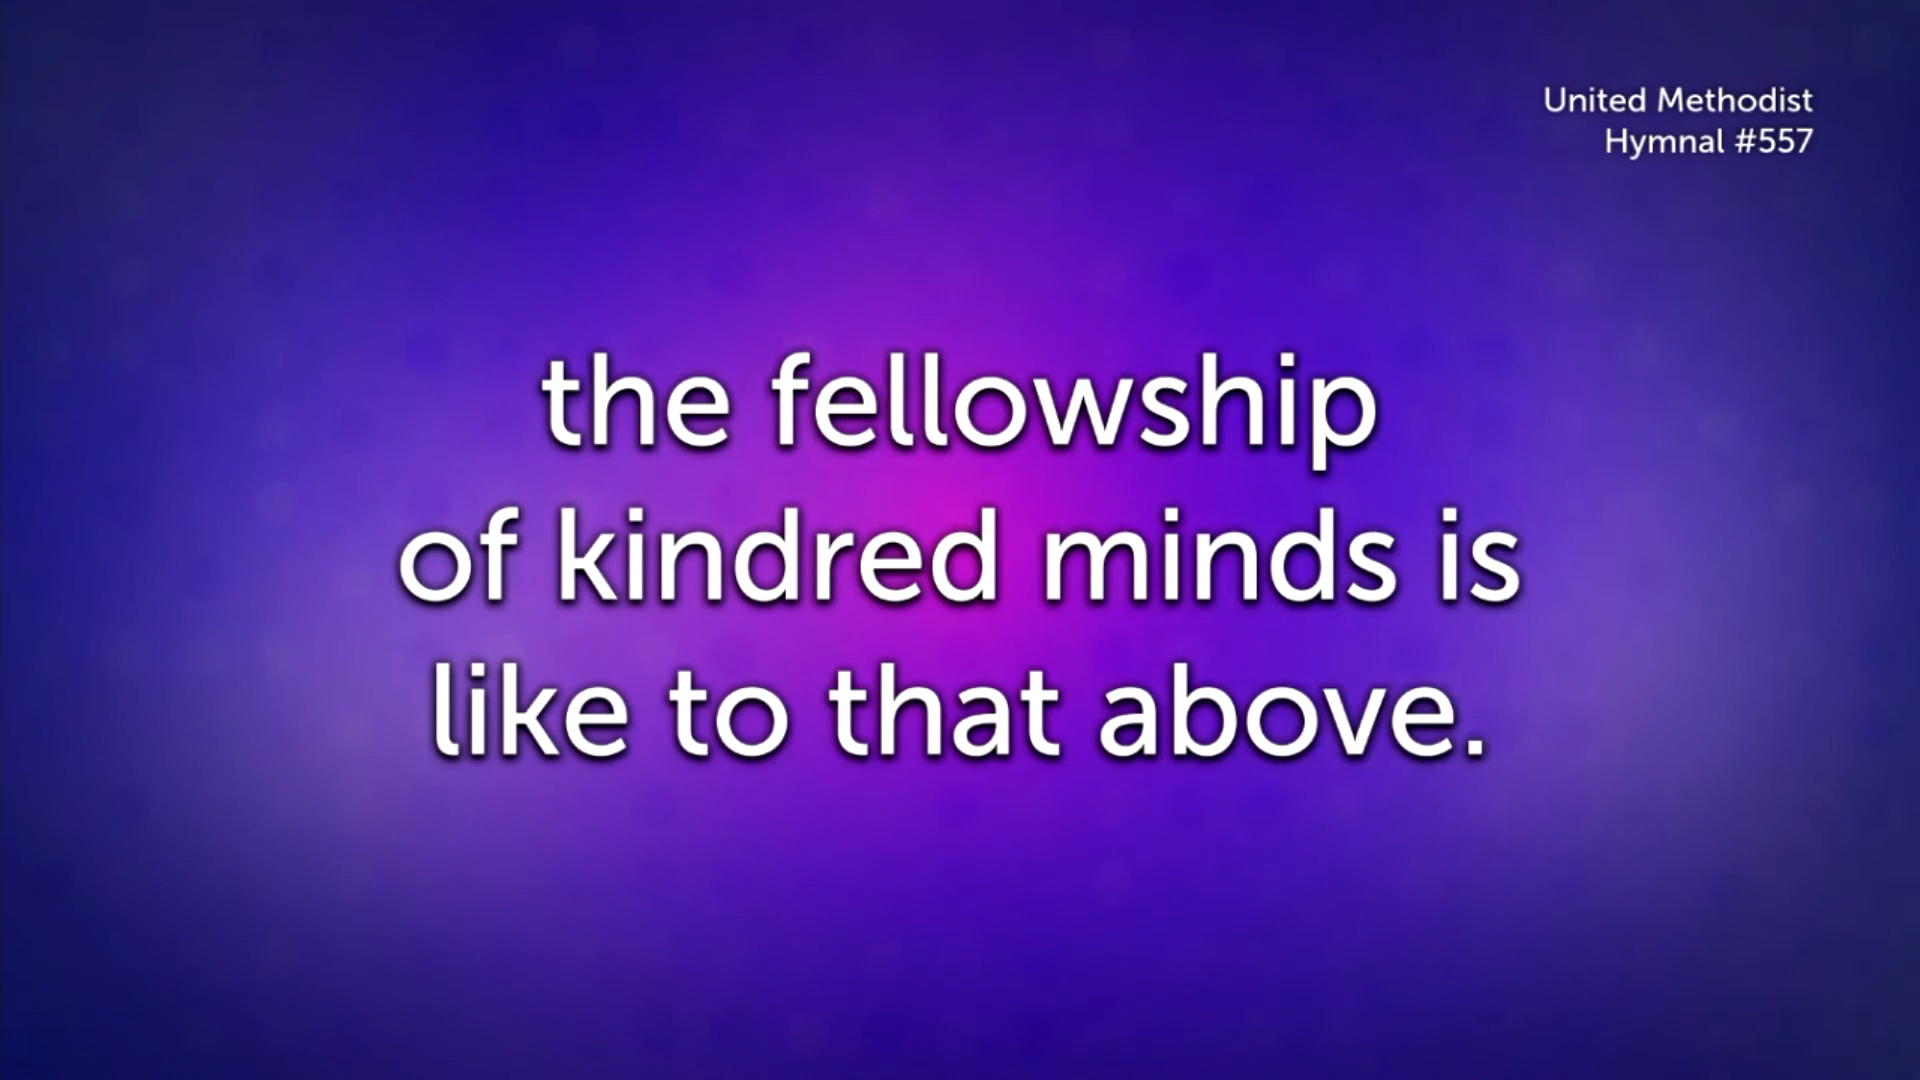 United Methodist
Hymnal #557
the fellowship
of kindred minds is
like to that above.